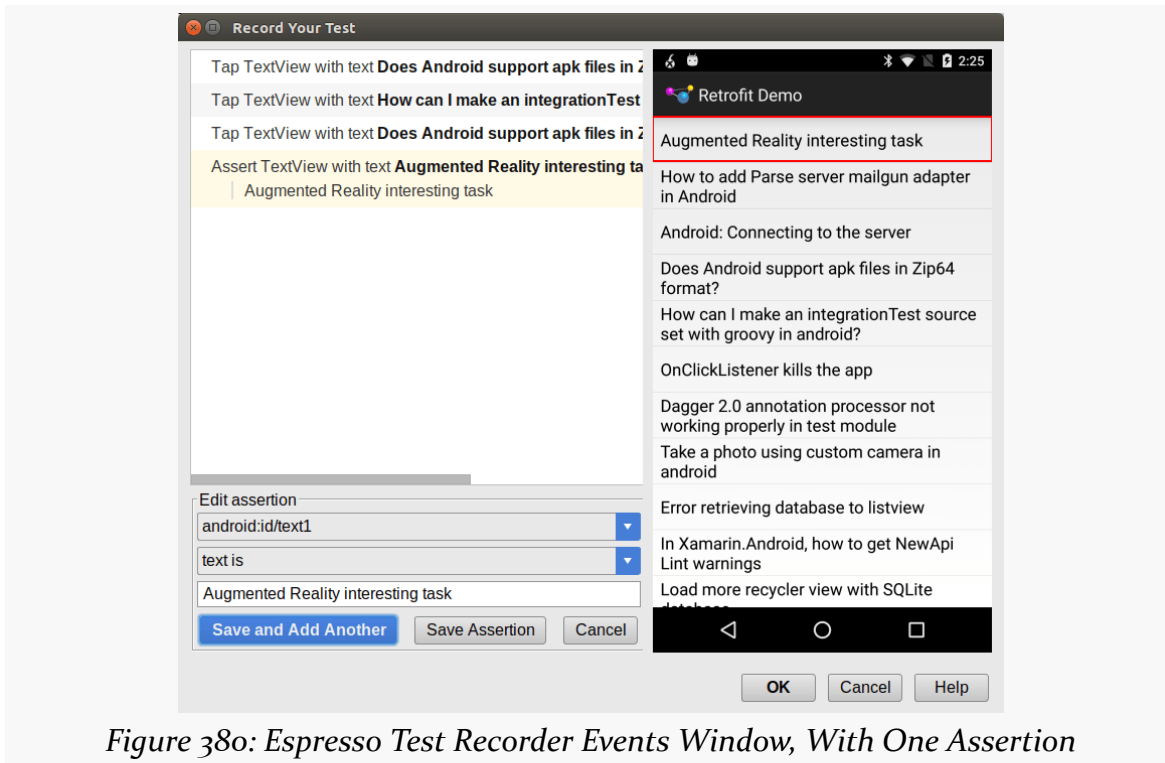 Record Your Test
Tap TextView with text Does Android support apk files in Z
Tap TextView with text How can I make an integrationTest
Tap TextView with text Does Android support apk files in Z
Assert TextView with text Augmented Reality interesting ta
Augmented Reality interesting task
Edit assertion
android:id/text1
text is
Augmented Reality interesting task
Save and Add Another
Save Assertion
Cancel
2:25
Retrofit Demo
Augmented Reality interesting task
How to add Parse server mailgun adapter
in Android
Android: Connecting to the server
Does Android support apk files in Zip64
format?
How can I make an integrationTest source
set with groovy in android?
OnClickListener kills the app
Dagger 2.0 annotation processor not
working properly in test module
Take a photo using custom camera in
android
Error retrieving database to listview
In Xamarin.Android, how to get NewApi
Lint warnings
Load more recycler view with SQLite
database
OK
Cancel
Help
Figure 380: Espresso Test Recorder Events Window, With One Assertion